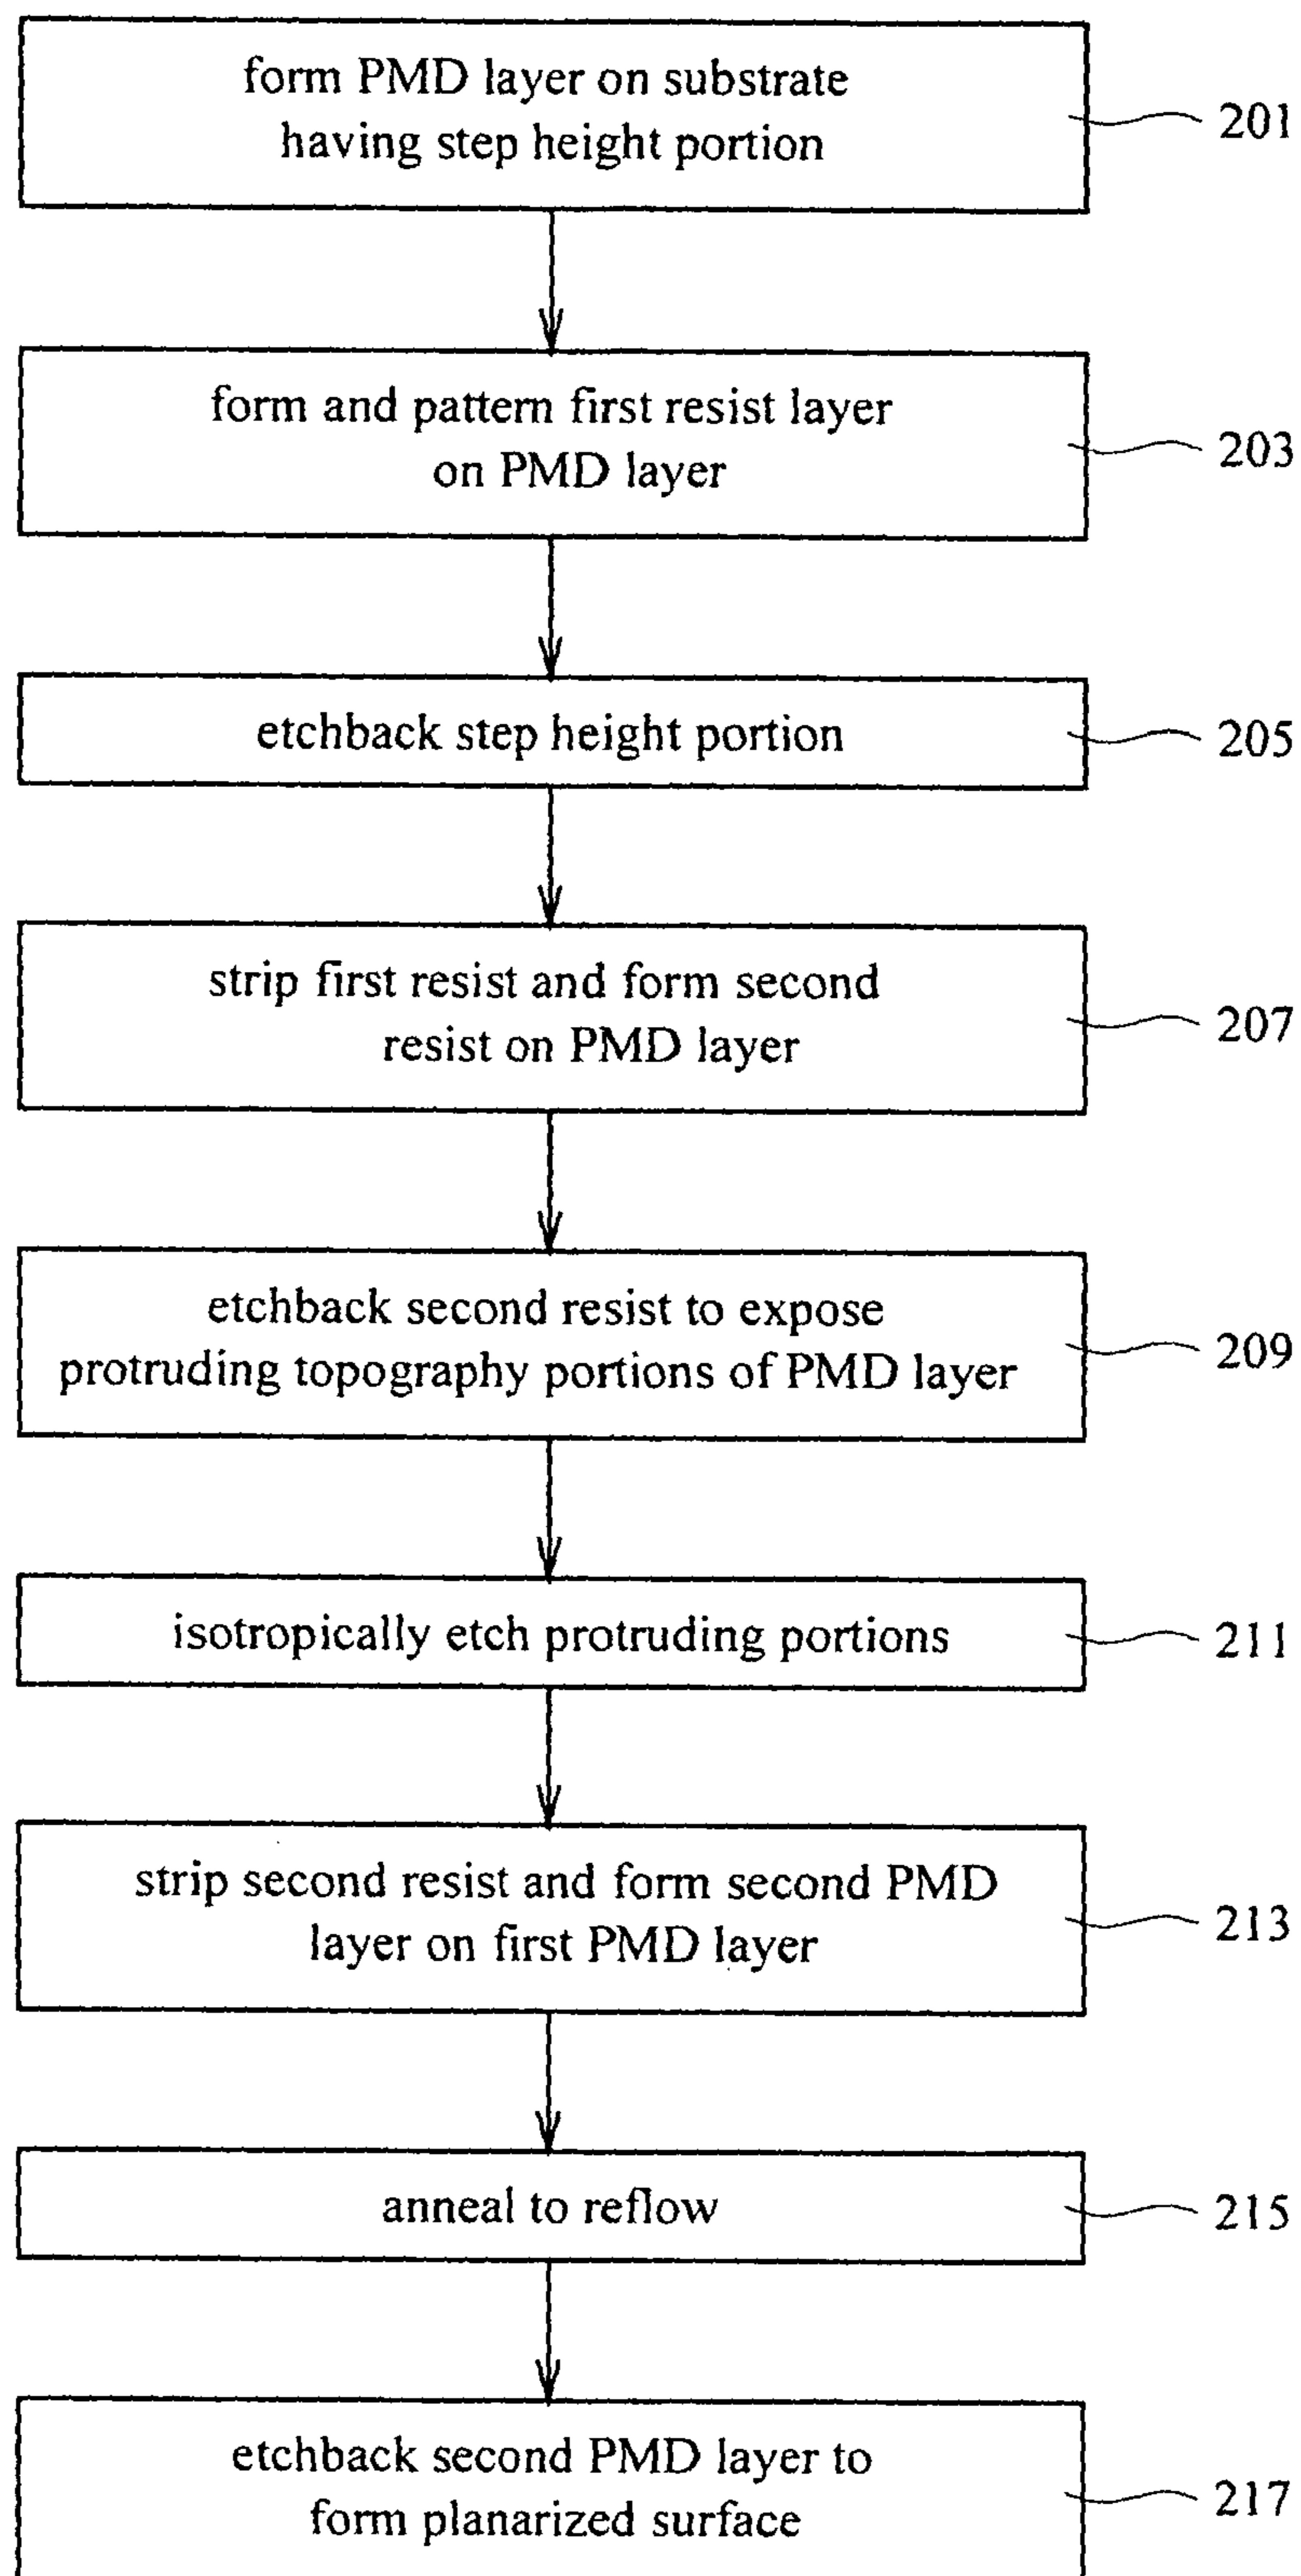 form PMD layer on substrate
having step height portion
201
form and pattern first resist layer
on PMD layer
203
etchback step height portion
205
strip first resist and form second
resist on PMD layer
207
etchback second resist to expose
protruding topography portions of PMD layer
209
isotropically etch protruding portions
211
strip second resist and form second PMD
layer on first PMD layer
213
anneal to reflow
215
etchback second PMD layer to
form planarized surface
217